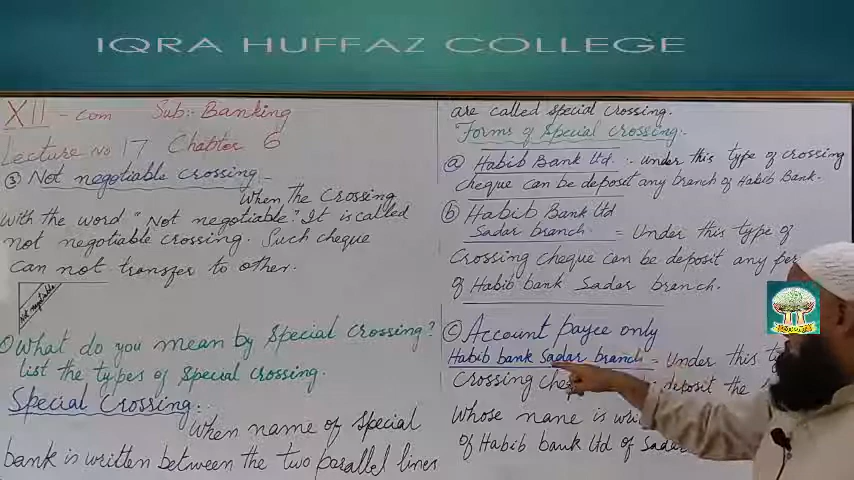 IQRA HUFFAZ COLLEGE
XII - com Sub:- Banking
Lecture no 17 Chapter 6
③ Not negotiable crossing -
When the Crossing
with the word "Not negotiable" It is called
not negotiable crossing. Such cheque
can not transfer to other.
Not negotiable
What do you mean by Special Crossing?
list the types of Special crossing.
Special Crossing:-
When name of Special
bank is written between the two parallel lines
are called special Crossing.
Forms of Special crossing:-
ⓐ Habib Bank Ltd. :- under this type of crossing
cheque can be deposit any branch of Habib Bank.
ⓑ Habib Bank Ltd
Sadar branch = Under this type of
Crossing cheque can be deposit any per
of Habib bank Sadar branch.
ⓒ Account payee only
Habib bank Sadar branch = Under this
Crossing deposit the
Whose name is
of Habib bank Ltd of Sadar